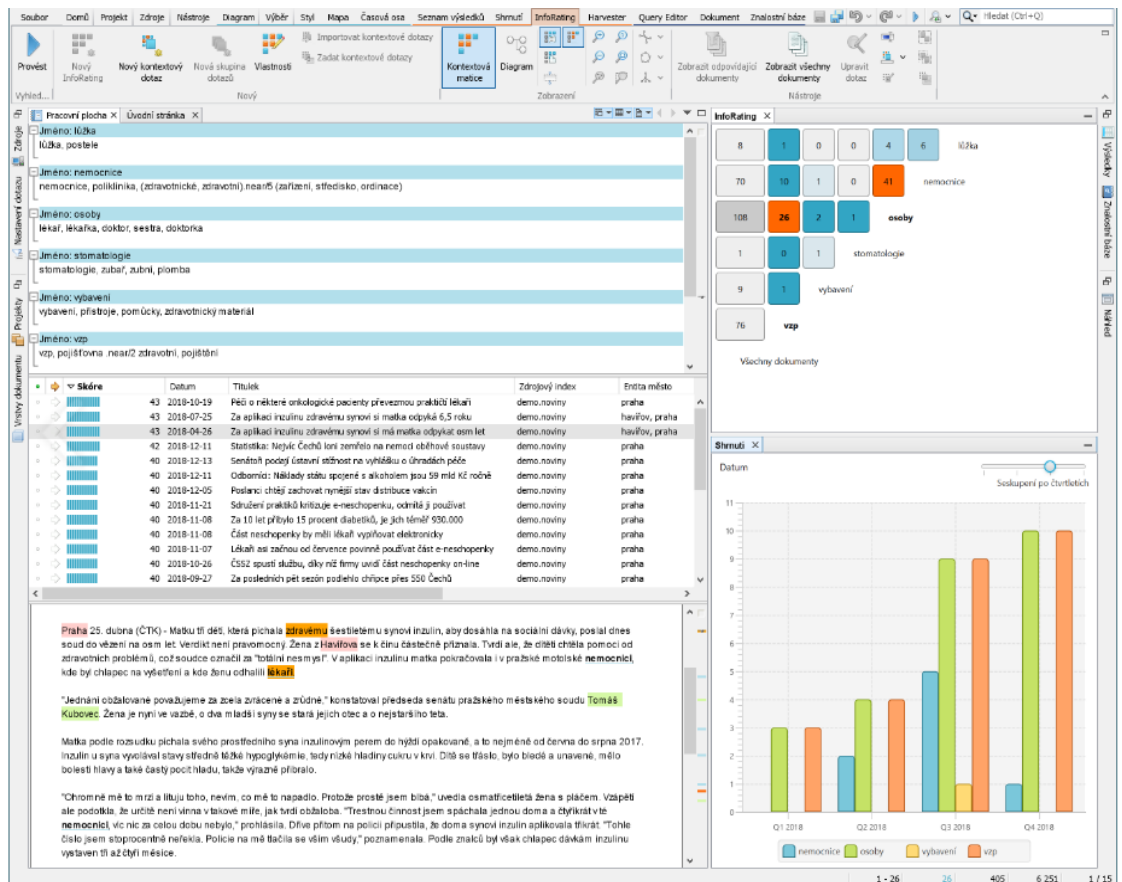 Soubor Domů Projekt Zdroje Nástroje Diagram Výběr Styl Mapa Časová osa Seznam výsledků Shrnutí InfoRating Harvester Query Editor Dokument Znalostní báze Hledat (Ctrl+Q)
Provést
Nový InfoRating
Nový kontextový dotaz
Nová skupina dotazů
Vlastnosti
Importovat kontextové dotazy
Zadat kontextové dotazy
Kontextová matice
Diagram
Zobrazit odpovídající dokumenty
Zobrazit všechny dokumenty
Upravit dotaz
Vyhled... Nový Zobrazení Nástroje
Zdroje
Nastavení dotazu
Projekty
Vrstvy dokumentu
Pracovní plocha Úvodní stránka
Jméno: lůžka
lůžka, postele
Jméno: nemocnice
nemocnice, poliklinika, (zdravotnické, zdravotní).near/5 (zařízení, středisko, ordinace)
Jméno: osoby
lékař, lékařka, doktor, sestra, doktorka
Jméno: stomatologie
stomatologie, zubař, zubní, plomba
Jméno: vybavení
vybavení, přístroje, pomůcky, zdravotnický materiál
Jméno: vzp
vzp, pojišťovna .near/2 zdravotní, pojištění
Skóre Datum Titulek Zdrojový index Entita město
43 2018-10-19 Péči o některé onkologické pacienty převezmou praktičtí lékaři demo.noviny praha
43 2018-07-25 Za aplikaci inzulinu zdravému synovi si matka odpyká 6,5 roku demo.noviny havířov, praha
43 2018-04-26 Za aplikaci inzulinu zdravému synovi si má matka odpykat osm let demo.noviny havířov, praha
42 2018-12-11 Statistika: Nejvíc Čechů loni zemřelo na nemoci oběhové soustavy demo.noviny praha
40 2018-12-13 Senátoři podají ústavní stížnost na vyhlášku o úhradách péče demo.noviny praha
40 2018-12-11 Odborníci: Náklady státu spojené s alkoholem jsou 59 mld Kč ročně demo.noviny praha
40 2018-12-05 Poslanci chtějí zachovat nynější stav distribuce vakcín demo.noviny praha
40 2018-11-21 Sdružení praktiků kritizuje e-neschopenku, odmítá ji používat demo.noviny praha
40 2018-11-08 Za 10 let přibylo 15 procent diabetiků, je jich téměř 930.000 demo.noviny praha
40 2018-11-08 Část neschopenky by měli lékaři vyplňovat elektronicky demo.noviny praha
40 2018-11-07 Lékaři asi začnou od července povinně používat část e-neschopenky demo.noviny praha
40 2018-10-26 ČSSZ spustí službu, díky níž firmy uvidí část neschopenky on-line demo.noviny praha
40 2018-09-27 Za posledních pět sezón podlehlo chřipce přes 550 Čechů demo.noviny praha
Praha 25. dubna (ČTK) - Matku tří dětí, která píchala zdravému šestiletému synovi inzulin, aby dosáhla na sociální dávky, poslal dnes
soud do vězení na osm let. Verdikt není pravomocný. Žena z Havířova se k činu částečně přiznala. Tvrdí ale, že dítěti chtěla pomoci od
zdravotních problémů, což soudce označil za "totální nesmysl". V aplikaci inzulinu matka pokračovala i v pražské motolské nemocnici,
kde byl chlapec na vyšetření a kde ženu odhalili lékaři.
"Jednání obžalované považujeme za zcela zvrácené a zrůdné," konstatoval předseda senátu pražského městského soudu Tomáš
Kubovec. Žena je nyní ve vazbě, o dva mladší syny se stará jejich otec a o nejstaršího teta.
Matka podle rozsudku píchala svého prostředního syna inzulinovým perem do hýždí opakovaně, a to nejméně od června do srpna 2017.
Inzulin u syna vyvolával stavy středně těžké hypoglykémie, tedy nízké hladiny cukru v krvi. Dítě se třáslo, bylo bledé a unavené, mělo
bolesti hlavy a také častý pocit hladu, takže výrazně přibralo.
"Ohromně mě to mrzí a lituju toho, nevím, co mě to napadlo. Protože prostě jsem blbá," uvedla osmatřicetiletá žena s pláčem. Vzápětí
ale podotkla, že určitě není vinna v takové míře, jak tvrdí obžaloba. "Trestnou činnost jsem spáchala jednou doma a čtyřikrát v té
nemocnici, víc nic za celou dobu nebylo," prohlásila. Dříve přitom na policii připustila, že doma synovi inzulin aplikovala třikrát. "Tohle
číslo jsem stoprocentně neřekla. Policie na mě tlačila se vším všudy," poznamenala. Podle znalců byl však chlapec dávkám inzulinu
vystaven tři až čtyři měsíce.
InfoRating
8 1 0 0 4 6 lůžka
70 10 1 0 41 nemocnice
108 26 2 1 osoby
1 0 1 stomatologie
9 1 vybavení
76 vzp
Všechny dokumenty
Shrnutí
Datum
Seskupení po čtvrtletích
11
10
9
8
7
6
5
4
3
2
1
0
Q1 2018 Q2 2018 Q3 2018 Q4 2018
nemocnice osoby vybavení vzp
Výsledky
Znalostní báze
Náhled
1 - 26 26 405 6 251 1 / 15